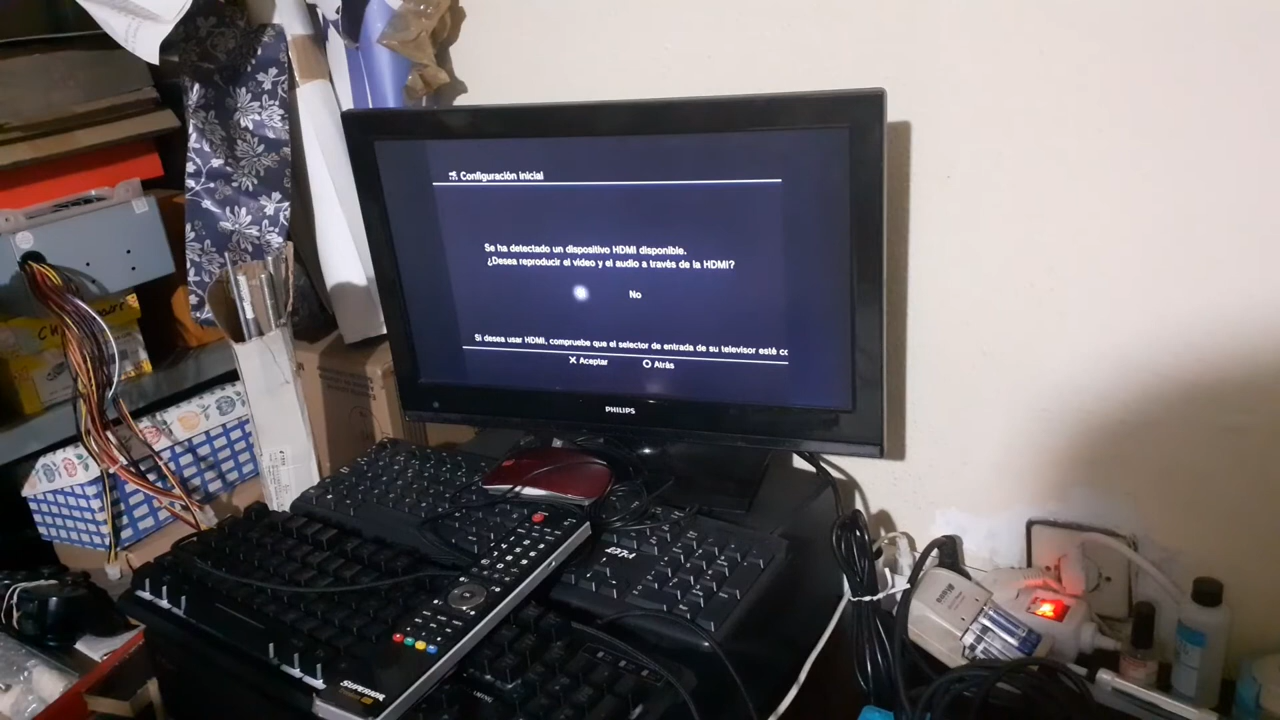 Configuración inicial
Se ha detectado un dispositivo HDMI disponible.
¿Desea reproducir el vídeo y el audio a través de la HDMI?
No
Si desea usar HDMI, compruebe que el selector de entrada de su televisor esté co
Aceptar
Atrás
PHILIPS
SUPERIOR